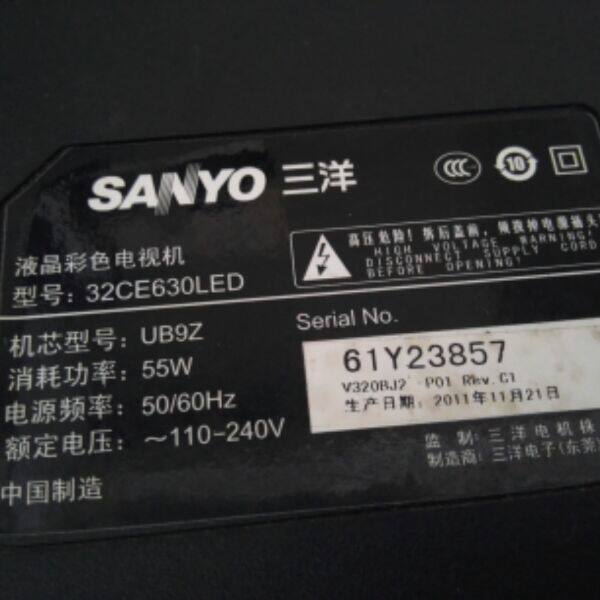 SANYO 三洋
CCC
10
液晶彩色电视机
型号: 32CE630LED
高压危险! 拆后盖前, 电源插头
HIGH VOLTAGE WARNING!
DISCONNECT SUPPLY CORD
BEFORE OPENING!
机芯型号: UB9Z
消耗功率: 55W
电源频率: 50/60Hz
额定电压: ~110-240V
中国制造
Serial No.
61Y23857
V320BJ2 P01 Rev.C1
生产日期: 2011年11月21日
监 制: 三洋电机株
制造商: 三洋电子(东莞)